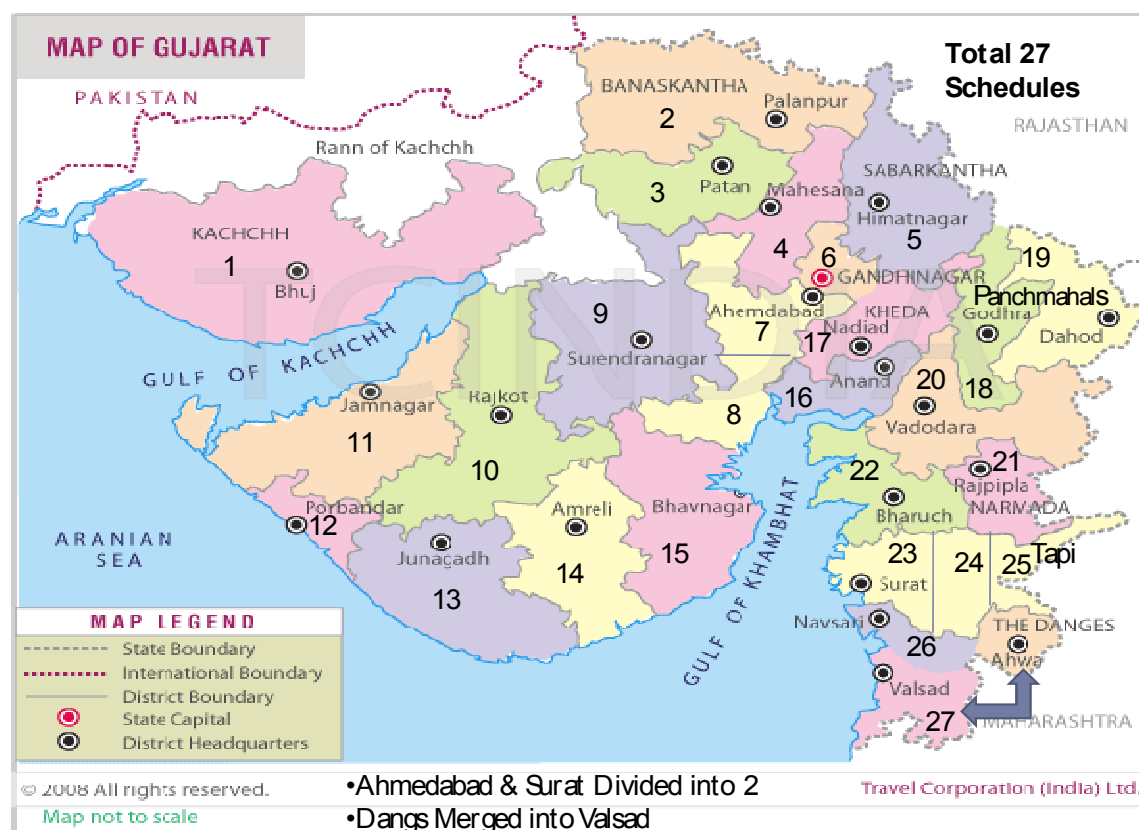 MAP OF GUJARAT
Total 27
Schedules
PAKISTAN
RAJASTHAN
BANASKANTHA
2
Palanpur
Rann of Kachchh
3
Patan
Mahesana
4
SABARKANTHA
Himatnagar
5
KACHCHH
1
Bhuj
6
GANDHINAGAR
19
Panchmahals
Godhra
Dahod
18
TCINDIA
9
Surendranagar
Ahemdabad
7
KHEDA
17
Nadiad
Anand
16
GULF OF KACHCHH
8
20
Vadodara
Jamnagar
11
Rajkot
10
21
Rajpipla
NARMADA
22
Bharuch
Porbandar
12
Amreli
14
Bhavnagar
15
GULF OF KHAMBHAT
ARANIAN
SEA
Junagadh
13
23
24
25
Tapi
Surat
Navsari
26
THE DANGES
Ahwa
Valsad
27
MAHARASHTRA
MAP LEGEND
State Boundary
International Boundary
District Boundary
State Capital
District Headquarters
© 2008 All rights reserved.
•Ahmedabad & Surat Divided into 2
Travel Corporation (India) Ltd.
Map not to scale
•Dangs Merged into Valsad